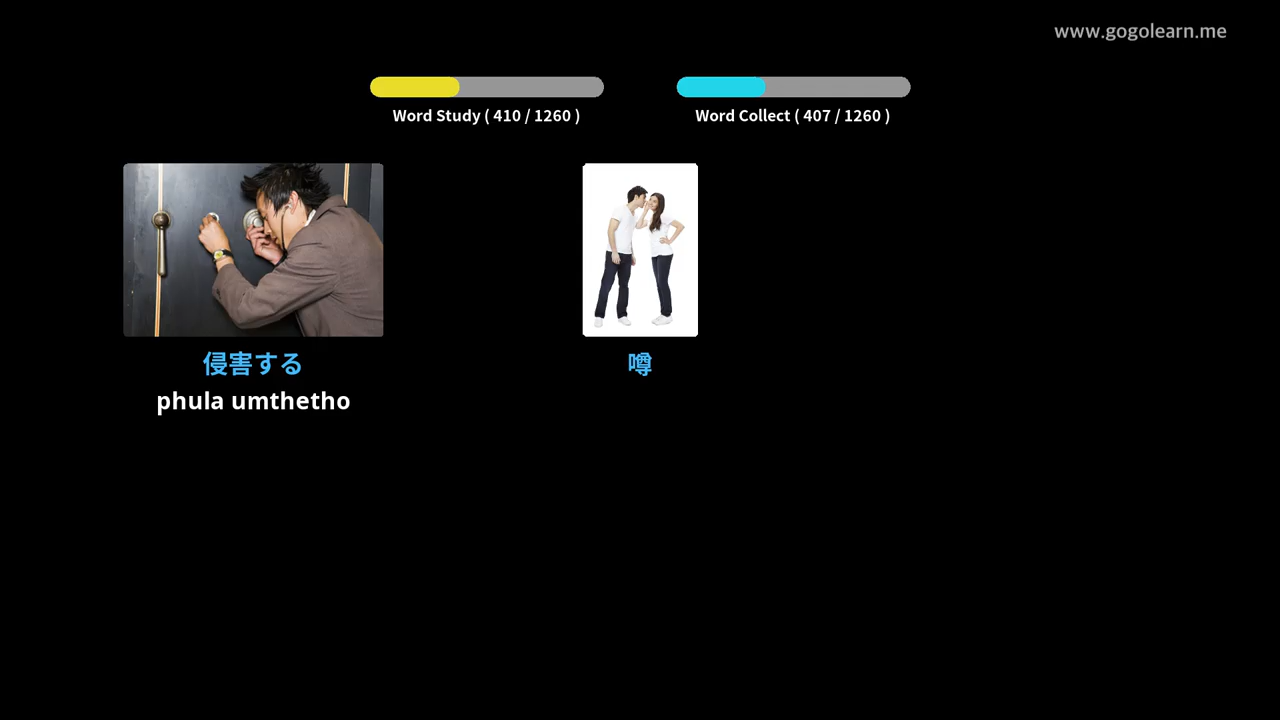 www.gogolearn.me
Word Study ( 410 / 1260 )
Word Collect ( 407 / 1260 )
侵害する
phula umthetho
噂